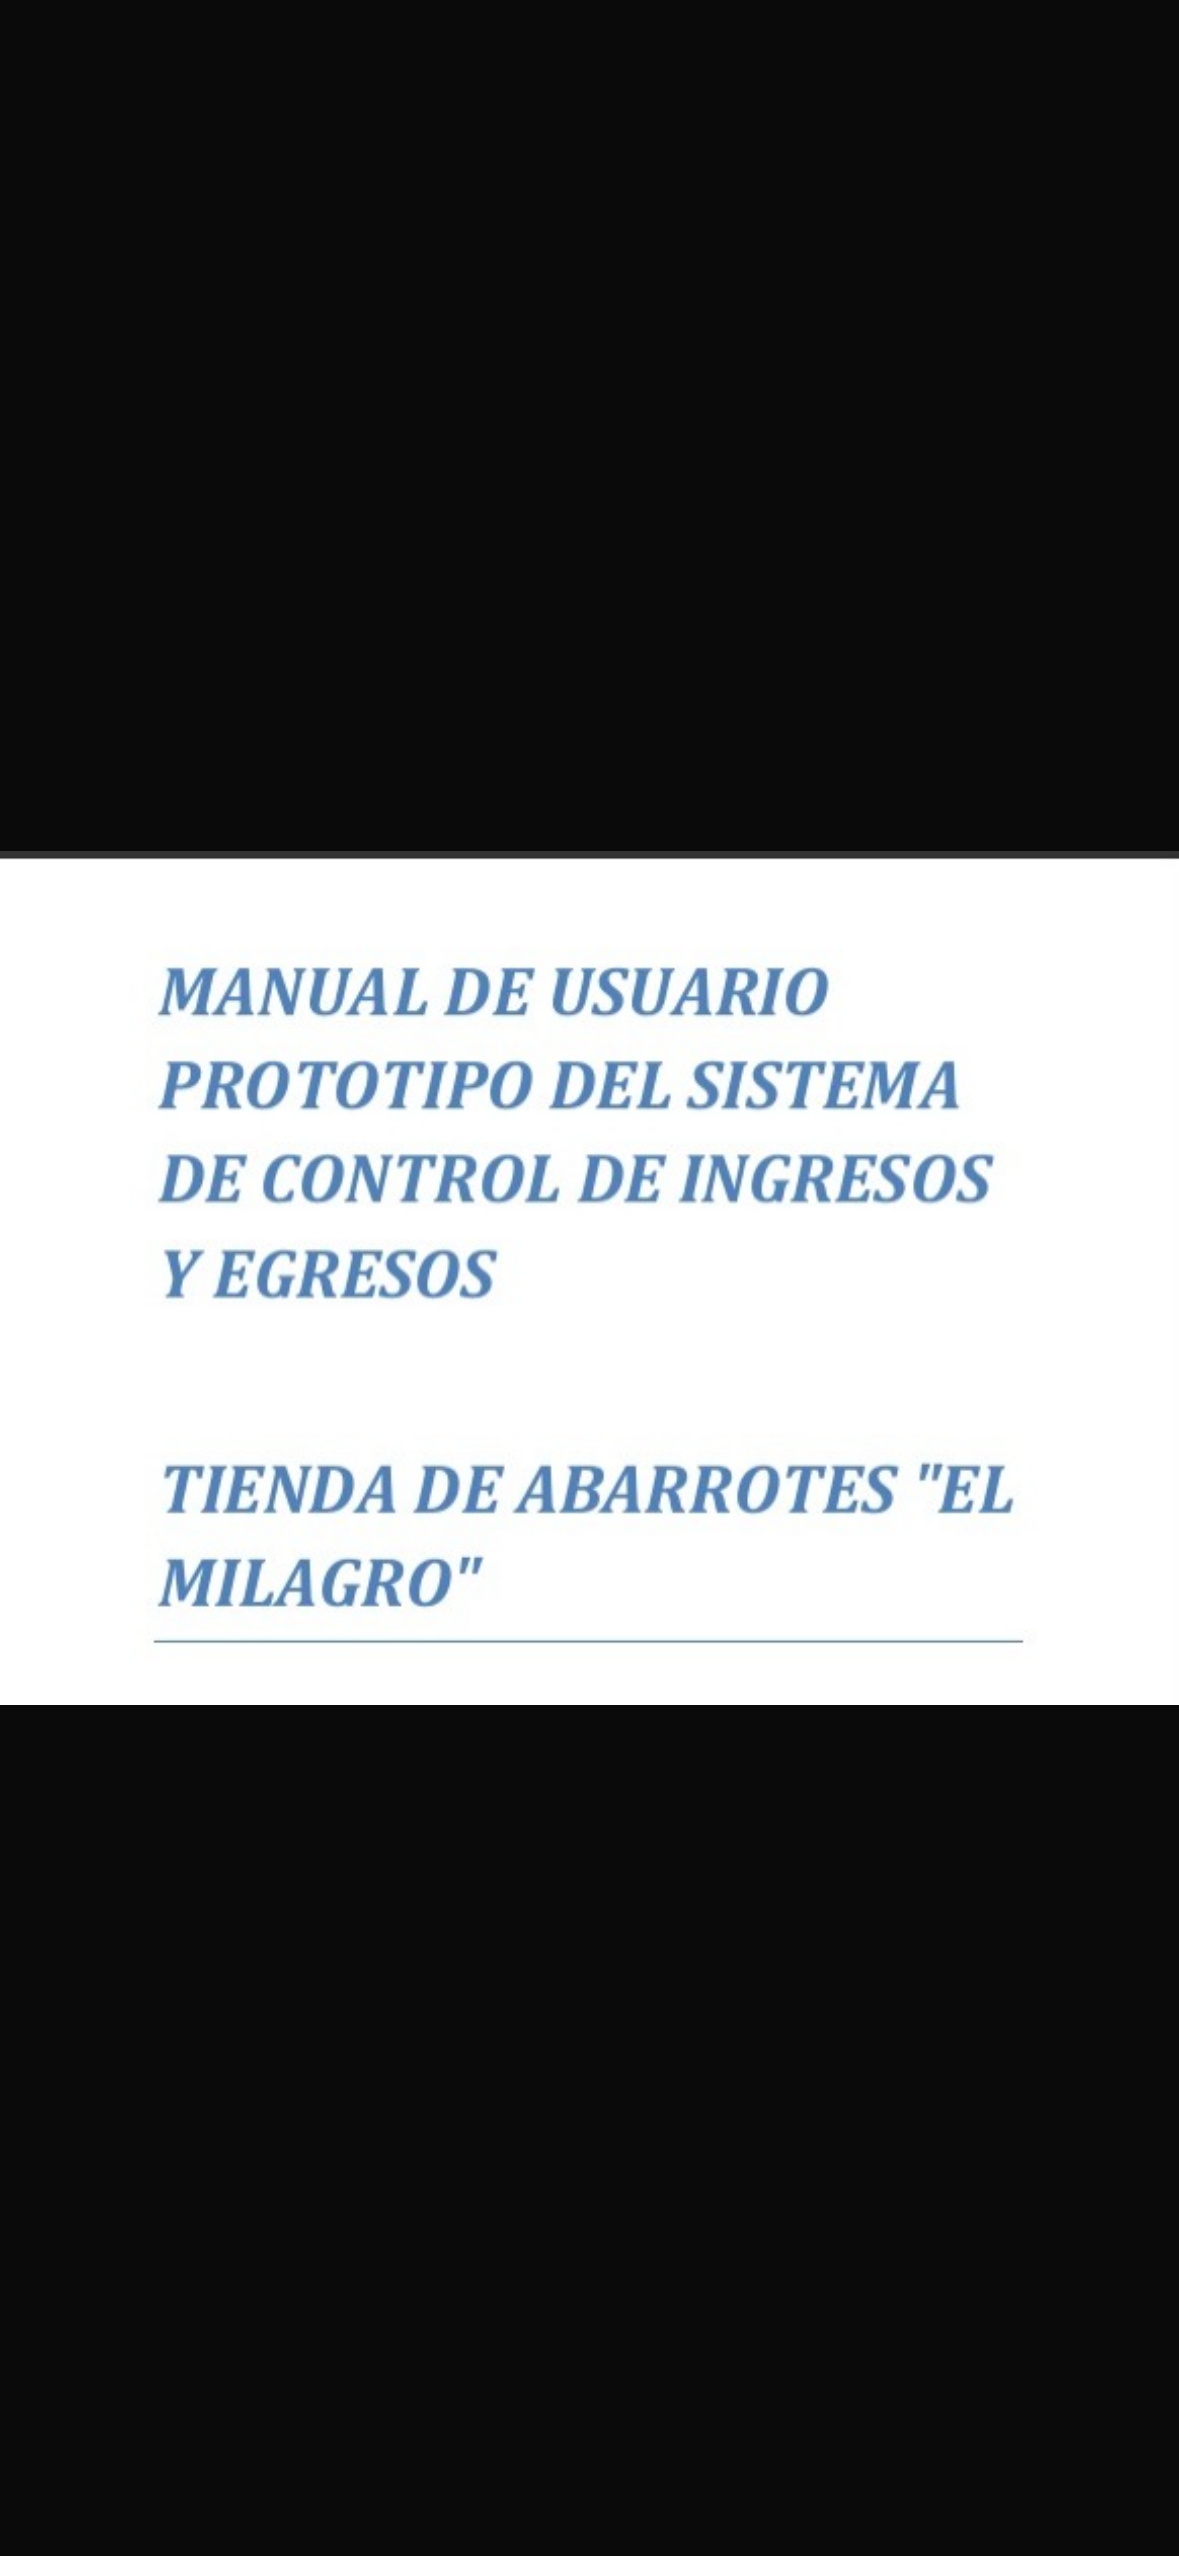 MANUAL DE USUARIO
PROTOTIPO DEL SISTEMA
DE CONTROL DE INGRESOS
Y EGRESOS
TIENDA DE ABARROTES "EL
MILAGRO"